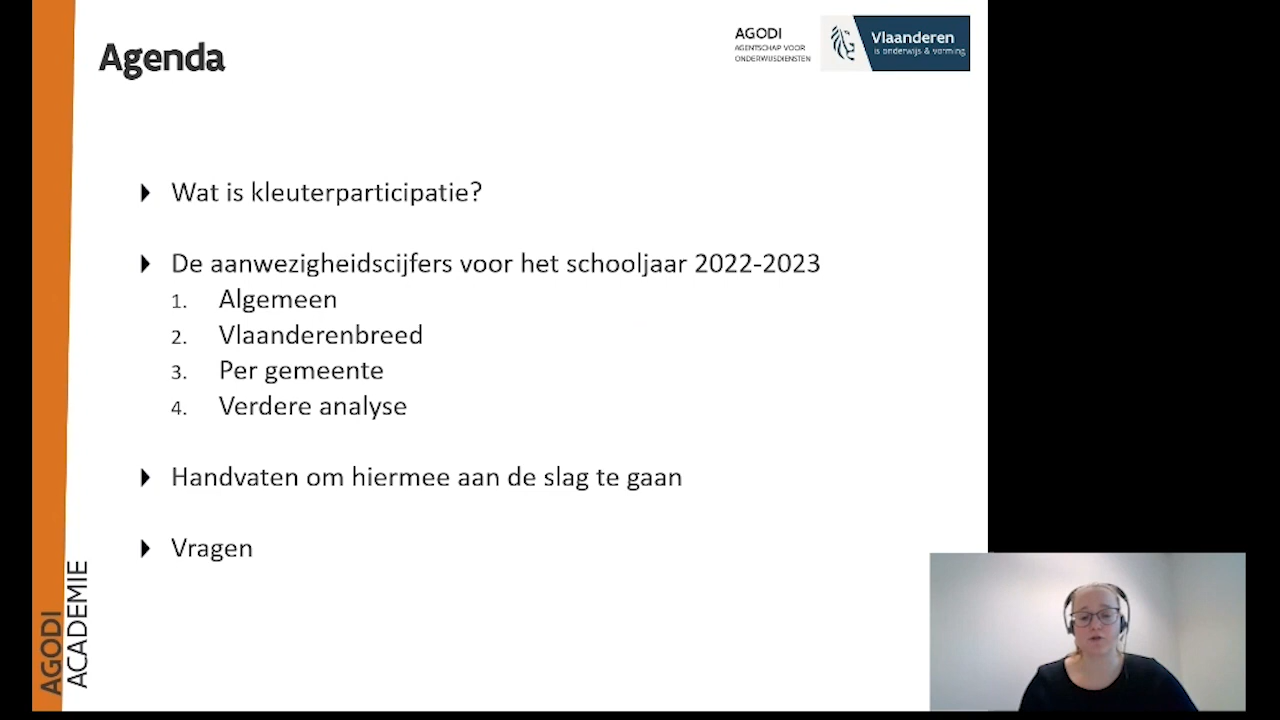 Agenda
AGODI
AGENTSCHAP VOOR
ONDERWIJSDIENSTEN
Vlaanderen
is onderwijs & vorming
Wat is kleuterparticipatie?
De aanwezigheidscijfers voor het schooljaar 2022-2023
1. Algemeen
2. Vlaanderenbreed
3. Per gemeente
4. Verdere analyse
Handvaten om hiermee aan de slag te gaan
Vragen
AGODI
ACADEMIE